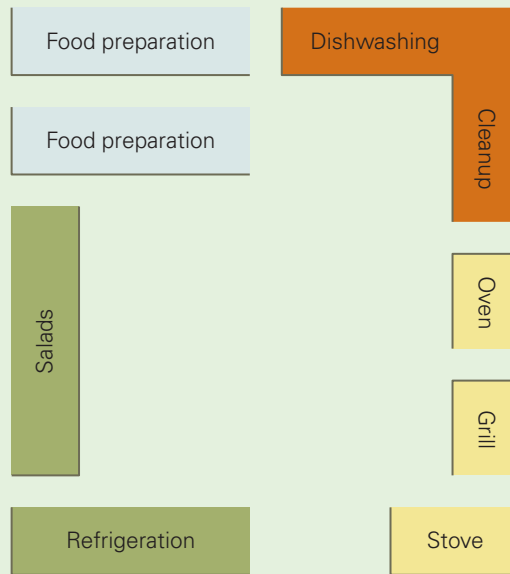 Food preparation
Dishwashing
Food preparation
Cleanup
Salads
Oven
Grill
Refrigeration
Stove